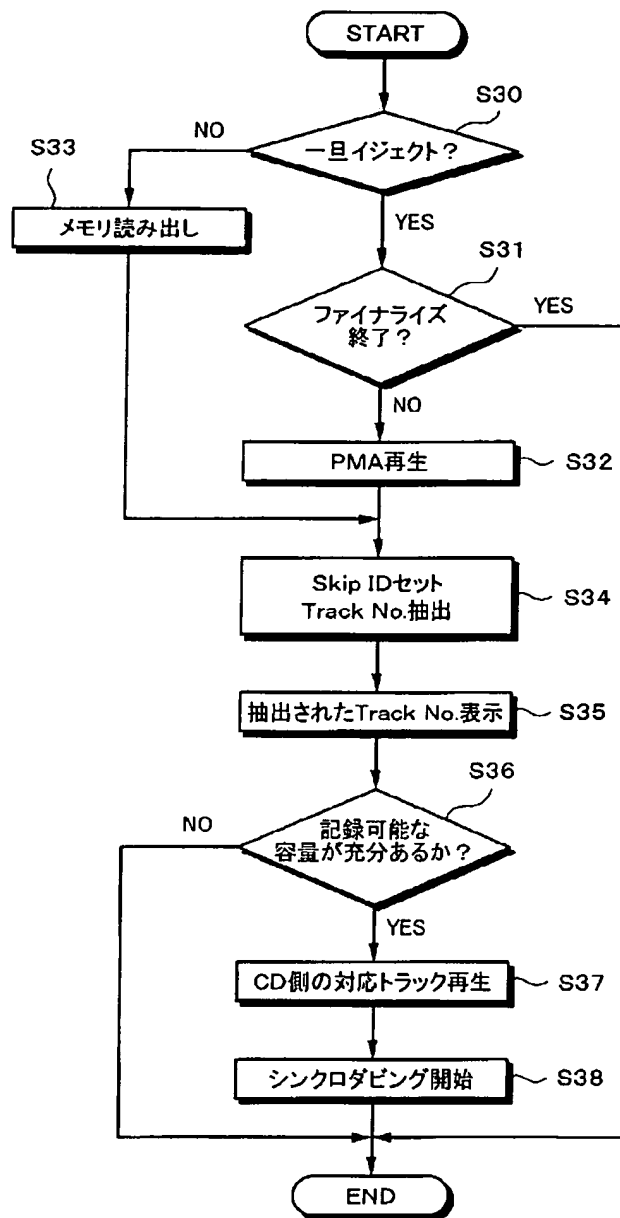 START
S30
一旦イジェクト？
NO
S33
メモリ読み出し
YES
S31
ファイナライズ
終了？
YES
NO
PMA再生
S32
Skip IDセット
Track No.抽出
S34
抽出されたTrack No.表示
S35
S36
記録可能な
容量が充分あるか？
NO
YES
CD側の対応トラック再生
S37
シンクロダビング開始
S38
END